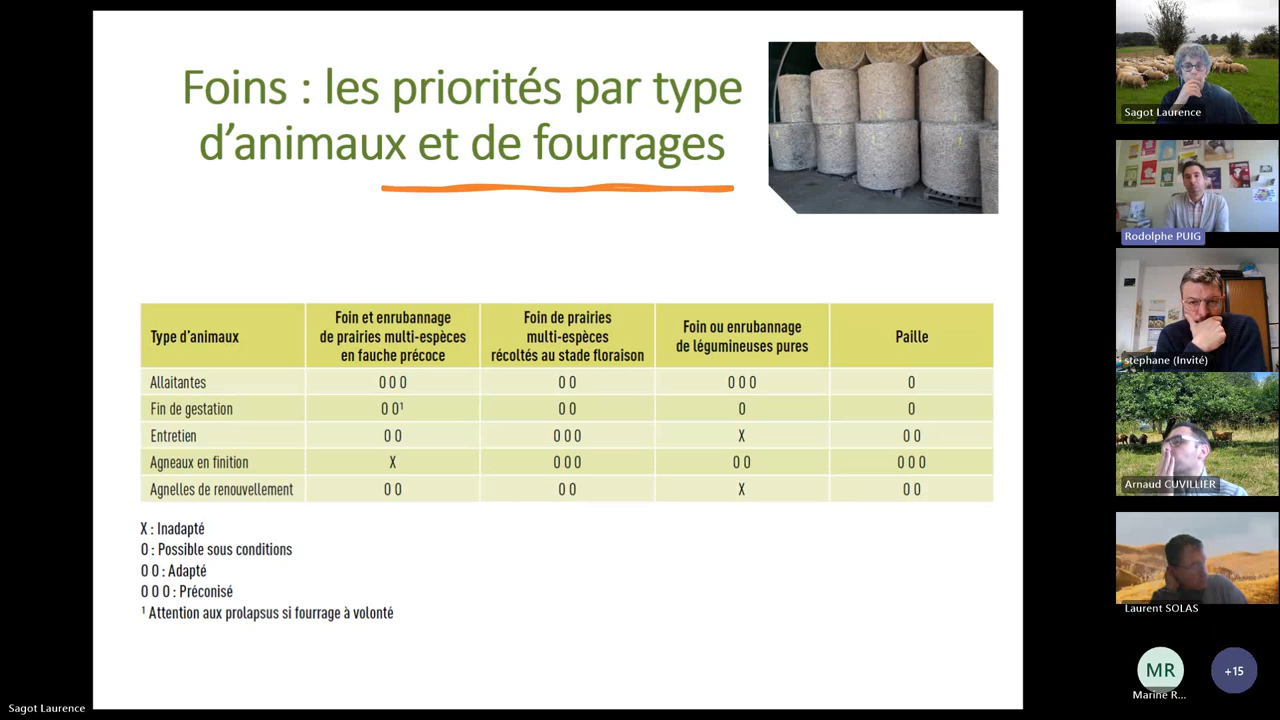 Foins : les priorités par type
d'animaux et de fourrages
Type d'animaux
Foin et enrubannage
de prairies multi-espèces
en fauche précoce
Foin de prairies
multi-espèces
récoltés au stade floraison
Foin ou enrubannage
de légumineuses pures
Paille
Allaitantes 0 0 0 0 0 0 0 0 0
Fin de gestation 0 0¹ 0 0 0 0
Entretien 0 0 0 0 0 X 0 0
Agneaux en finition X 0 0 0 0 0 0 0 0
Agnelles de renouvellement 0 0 0 0 X 0 0
X : Inadapté
0 : Possible sous conditions
0 0 : Adapté
0 0 0 : Préconisé
¹ Attention aux prolapsus si fourrage à volonté
Sagot Laurence
Sagot Laurence
Rodolphe PUIG
stephane (Invité)
Arnaud CUVILLIER
Laurent SOLAS
MR
+15
Marine R...